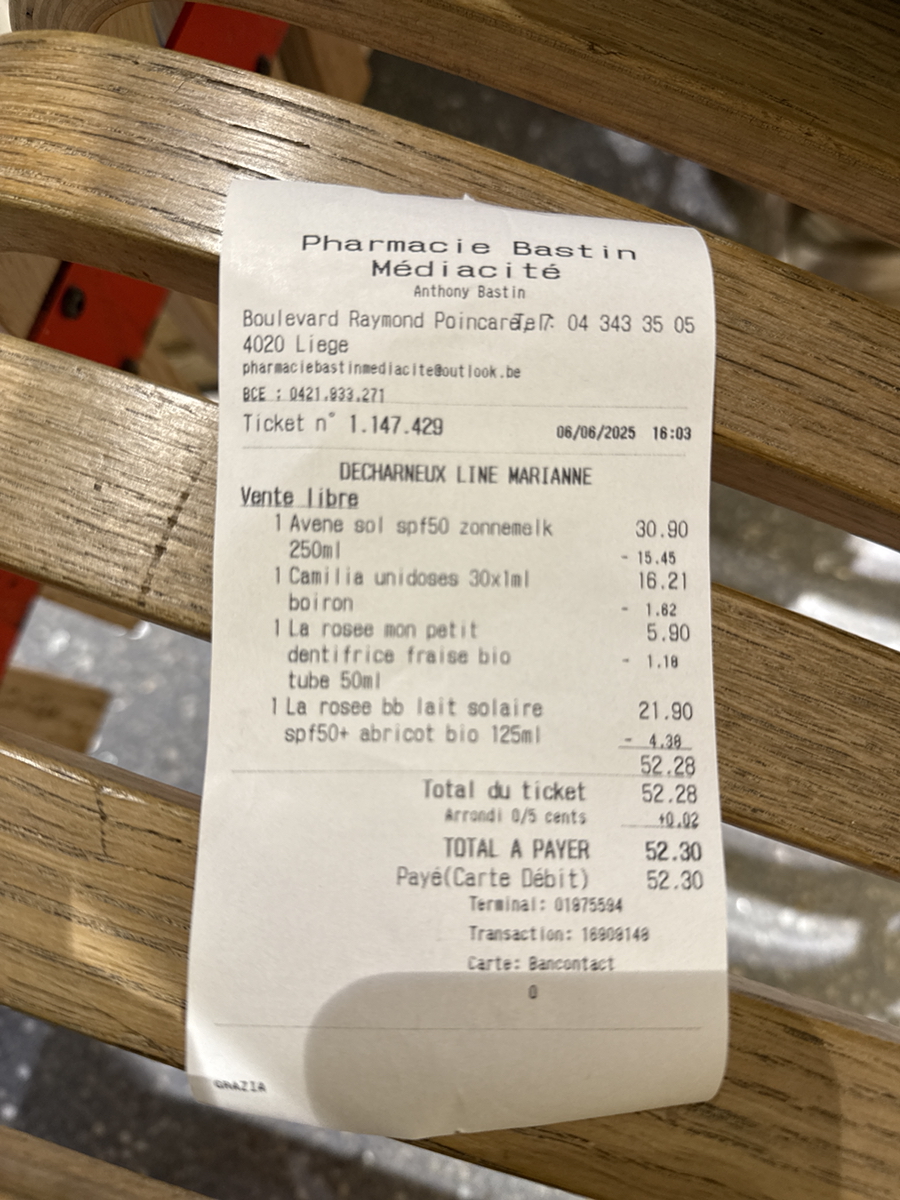 Pharmacie Bastin
Médiacité
Anthony Bastin
Boulevard Raymond Poincaré, 7 Tel : 04 343 35 05
4020 Liege
pharmaciebastinmediacite@outlook.be
BCE : 0421.933.271
Ticket n° 1.147.429 06/06/2025 16:03
DECHARNEUX LINE MARIANNE
Vente libre
1 Avene sol spf50 zonnemelk 30.90
250ml - 15.45
1 Camilia unidoses 30x1ml 16.21
boiron - 1.62
1 La rosee mon petit 5.90
dentifrice fraise bio - 1.18
tube 50ml
1 La rosee bb lait solaire 21.90
spf50+ abricot bio 125ml - 4.38
52.28
Total du ticket 52.28
Arrondi 0/5 cents +0.02
TOTAL A PAYER 52.30
Payé(Carte Débit) 52.30
Terminal: 01875594
Transaction:
Carte: Bancontact
0
GRAZIA